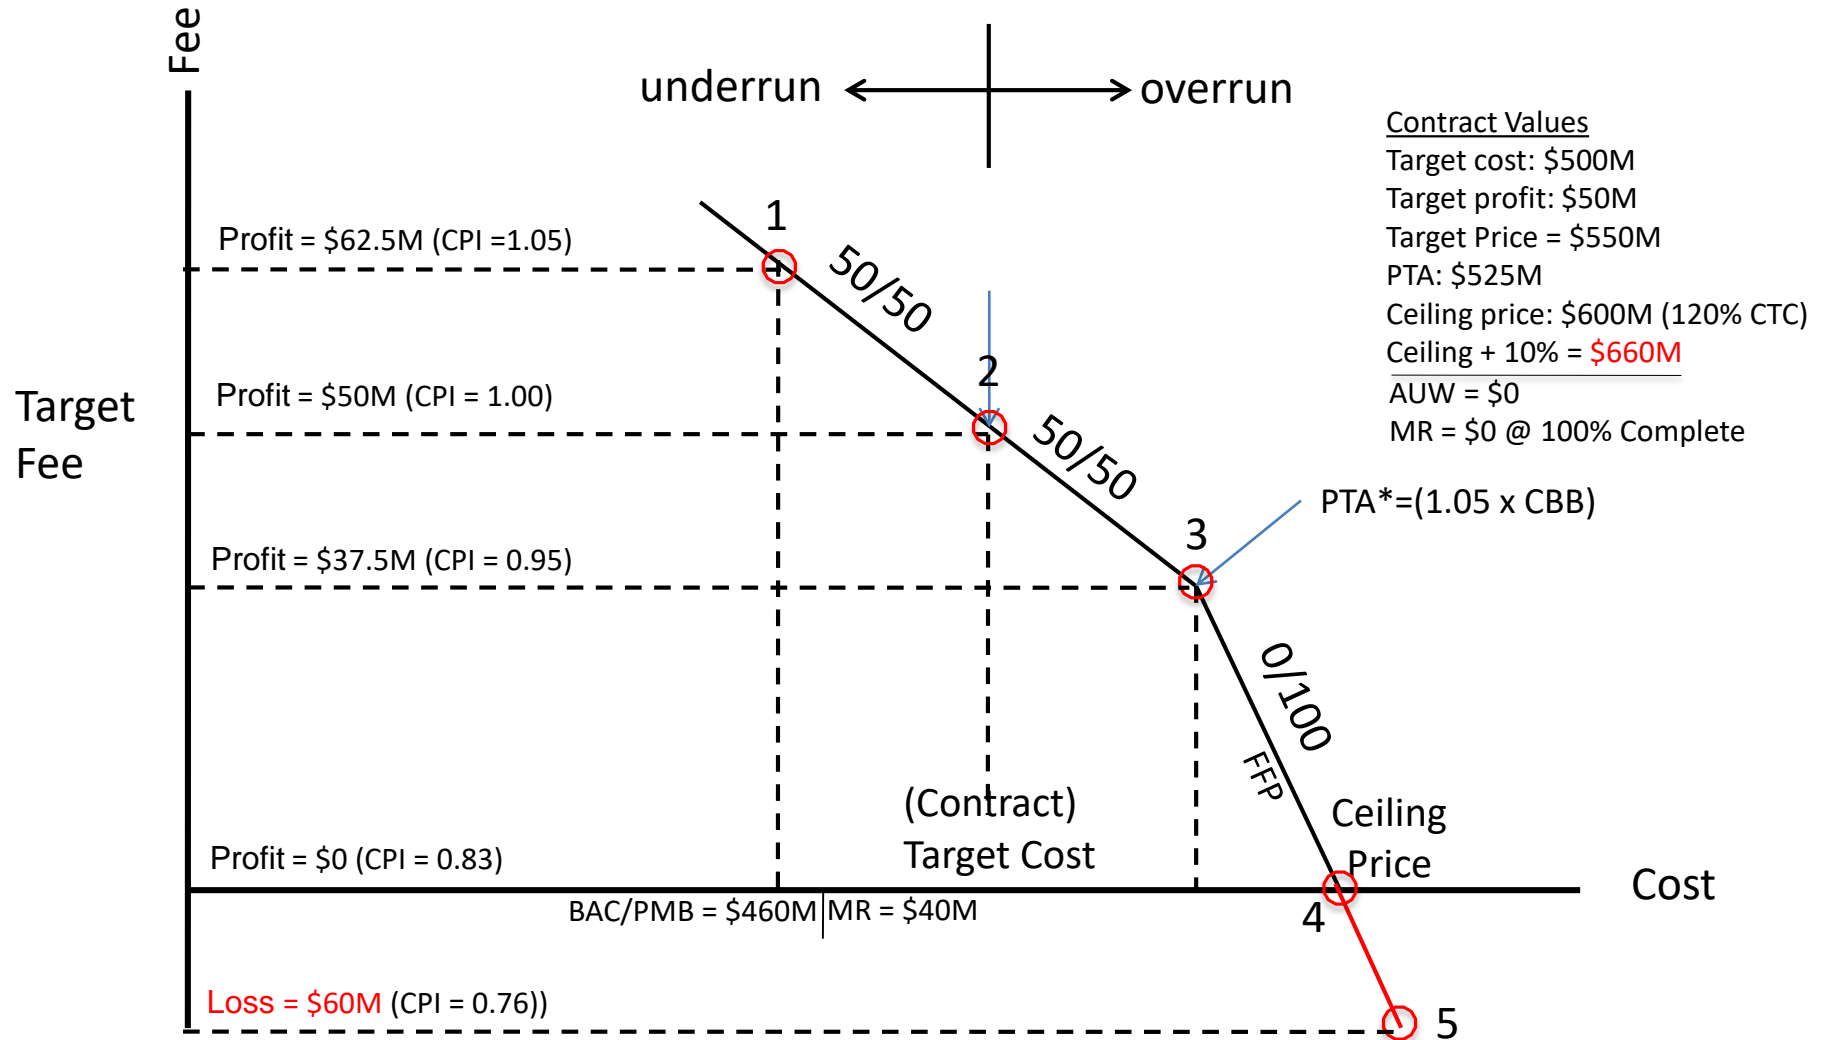 Fee
underrun
overrun
Contract Values
Target cost: $500M
Target profit: $50M
Target Price = $550M
PTA: $525M
Ceiling price: $600M (120% CTC)
Ceiling + 10% = $660M
AUW = $0
MR = $0 @ 100% Complete
1
Profit = $62.5M (CPI =1.05)
50/50
2
Profit = $50M (CPI = 1.00)
Target
Fee
50/50
PTA*=(1.05 x CBB)
3
Profit = $37.5M (CPI = 0.95)
0/100
FFP
(Contract)
Target Cost
Ceiling
Price
Profit = $0 (CPI = 0.83)
Cost
BAC/PMB = $460M
MR = $40M
4
Loss = $60M (CPI = 0.76))
5